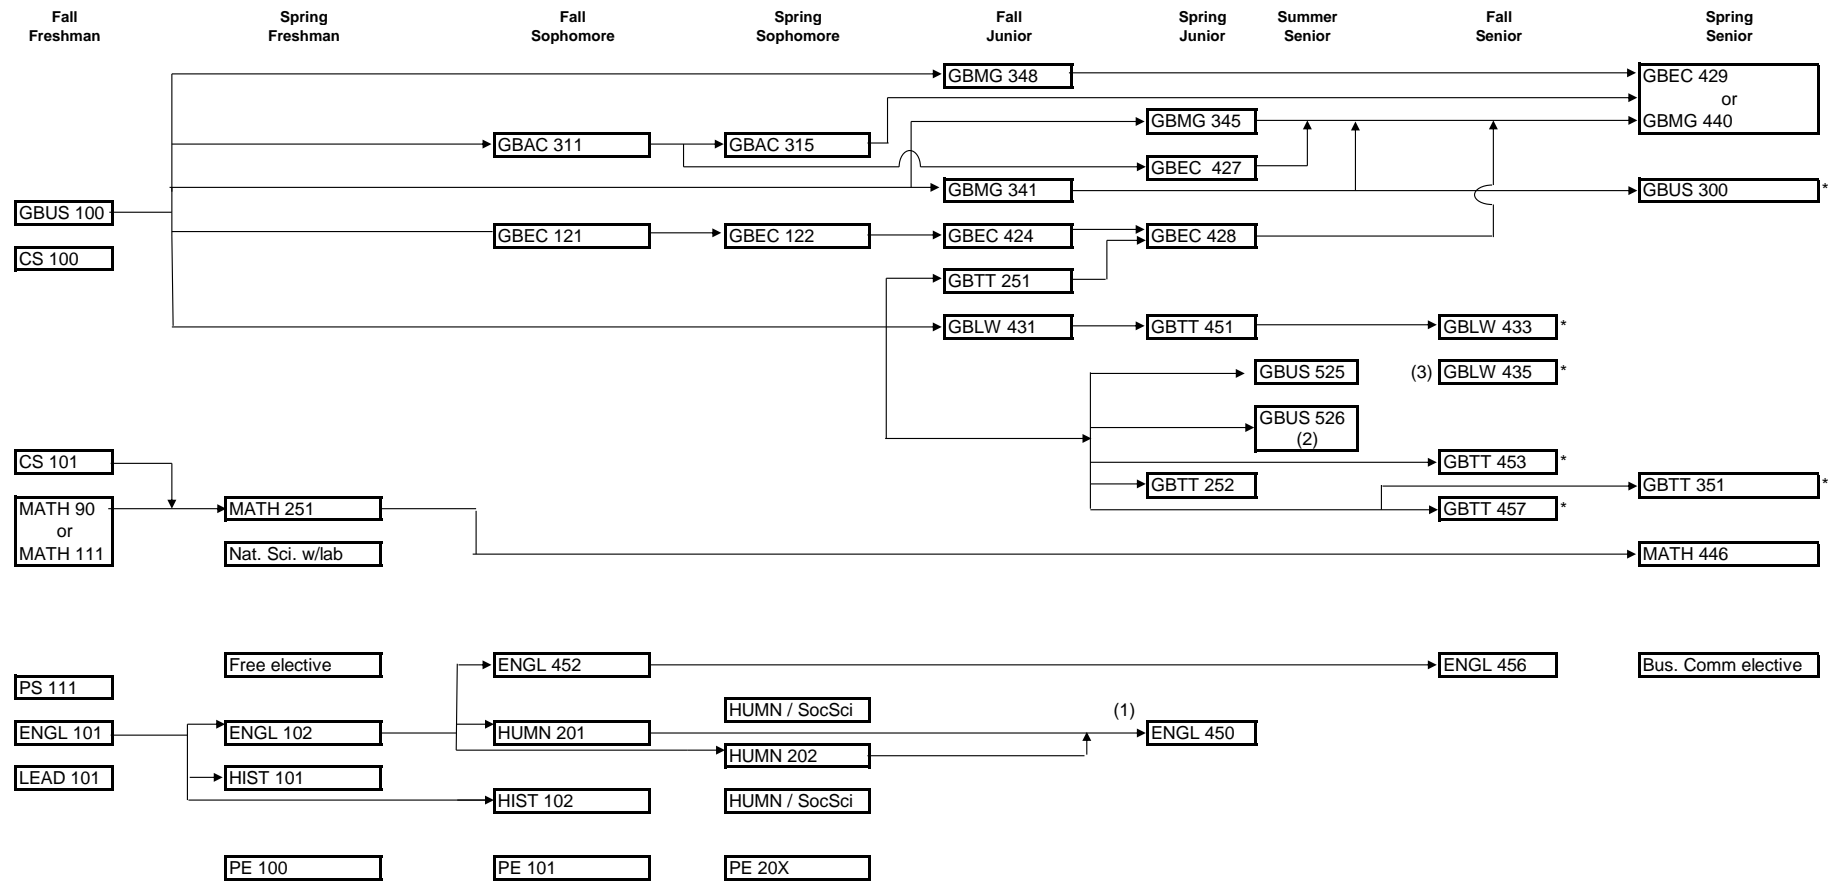 Fall Spring Fall Spring Fall Spring Summer Fall Spring
Freshman Freshman Sophomore Sophomore Junior Junior Senior Senior Senior
GBMG 348 GBEC 429
or
GBMG 345 GBMG 440
GBAC 311 GBAC 315
GBEC 427
GBMG 341 GBUS 300 *
GBUS 100
GBEC 121 GBEC 122 GBEC 424 GBEC 428
CS 100
GBTT 251
GBLW 431 GBTT 451 GBLW 433 *
GBUS 525 (3) GBLW 435 *
GBUS 526
(2)
CS 101 GBTT 453 *
GBTT 252 GBTT 351 *
MATH 90 MATH 251 GBTT 457 *
or
MATH 111 Nat. Sci. w/lab MATH 446
Free elective ENGL 452 ENGL 456 Bus. Comm elective
PS 111
HUMN / SocSci (1)
ENGL 101 ENGL 102 HUMN 201 ENGL 450
HUMN 202
LEAD 101 HIST 101
HIST 102 HUMN / SocSci
PE 100 PE 101 PE 20X